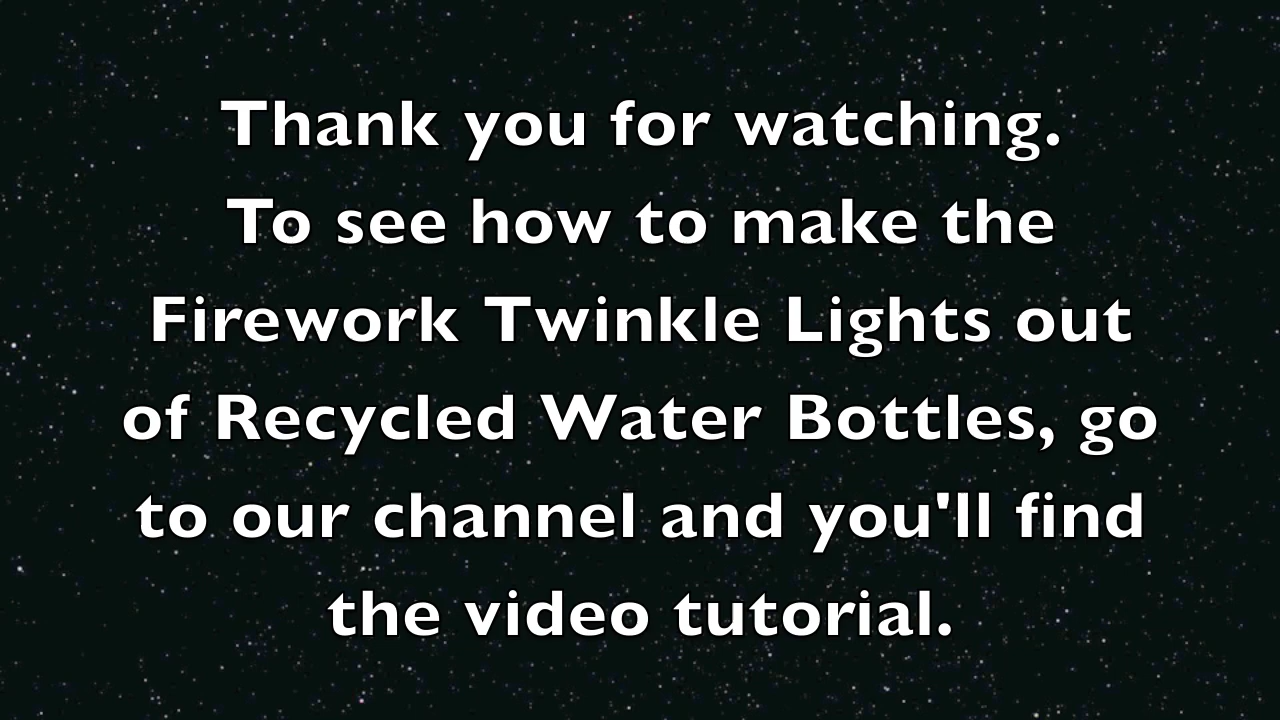 Thank you for watching.
To see how to make the
Firework Twinkle Lights out
of Recycled Water Bottles, go
to our channel and you'll find
the video tutorial.